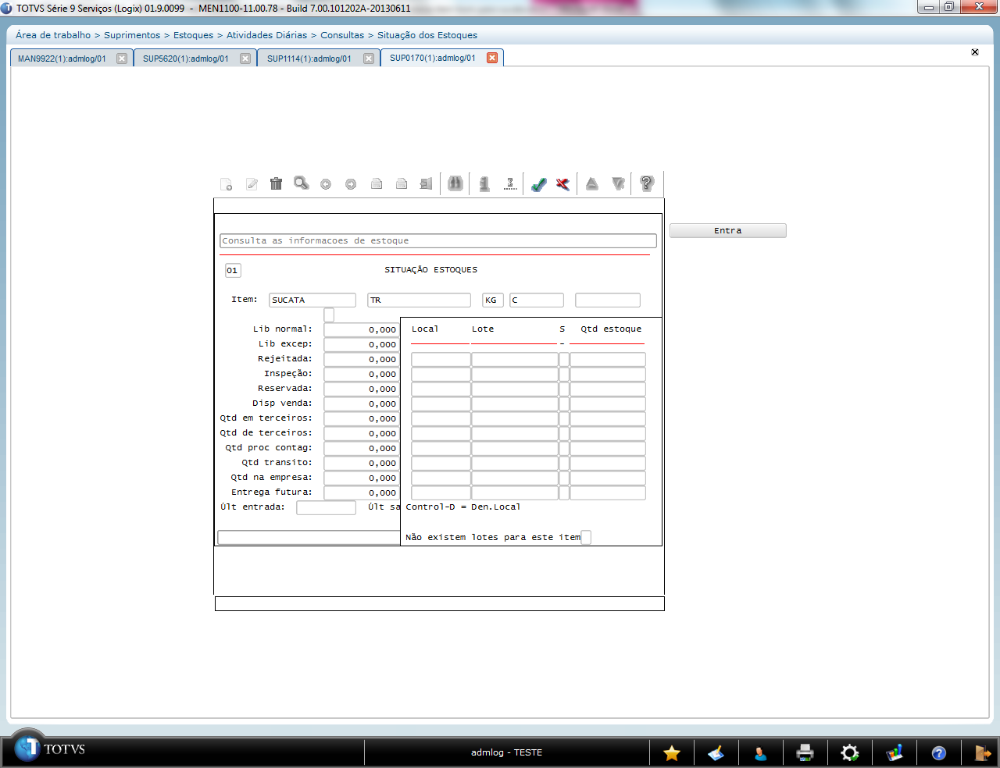 TOTVS Série 9 Serviços (Logix) 01.9.0099 - MEN1100-11.00.78 - Build 7.00.101202A-20130611
Área de trabalho > Suprimentos > Estoques > Atividades Diárias > Consultas > Situação dos Estoques
MAN9922(1):admlog/01 SUP5620(1):admlog/01 SUP1114(1):admlog/01 SUP0170(1):admlog/01
Entra
Consulta as informacoes de estoque
01 SITUAÇÃO ESTOQUES
Item: SUCATA TR KG C
Local Lote S Qtd estoque
Lib normal: 0,000
Lib excep: 0,000
Rejeitada: 0,000
Inspeção: 0,000
Reservada: 0,000
Disp venda: 0,000
Qtd em terceiros: 0,000
Qtd de terceiros: 0,000
Qtd proc contag: 0,000
Qtd transito: 0,000
Qtd na empresa: 0,000
Entrega futura: 0,000
Últ entrada: Últ sa Control-D = Den.Local
Não existem lotes para este item
TOTVS admlog - TESTE